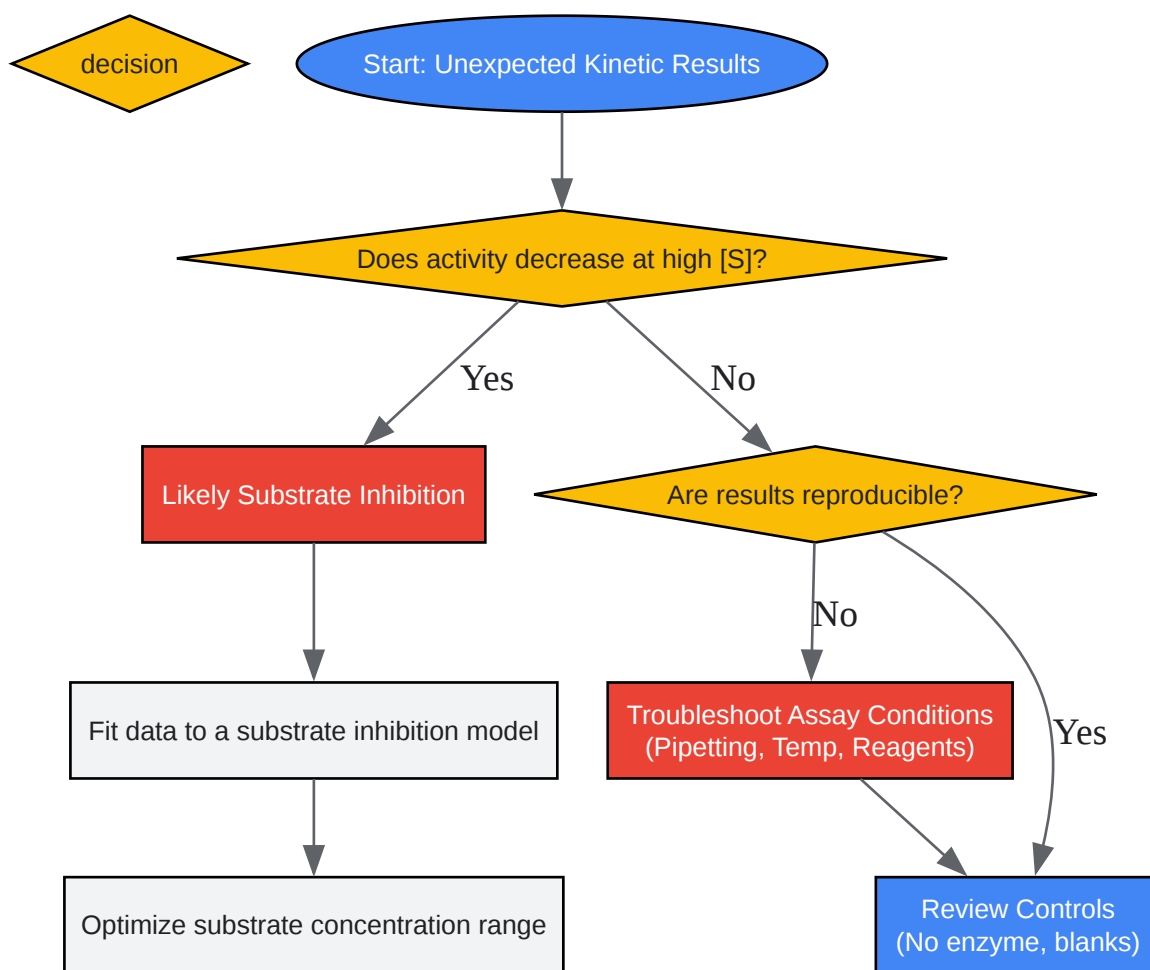 decision
Start: Unexpected Kinetic Results
Does activity decrease at high [S]?
Yes
No
Likely Substrate Inhibition
Are results reproducible?
No
Fit data to a substrate inhibition model
Troubleshoot Assay Conditions
(Pipetting, Temp, Reagents)
Yes
Optimize substrate concentration range
Review Controls
(No enzyme, blanks)